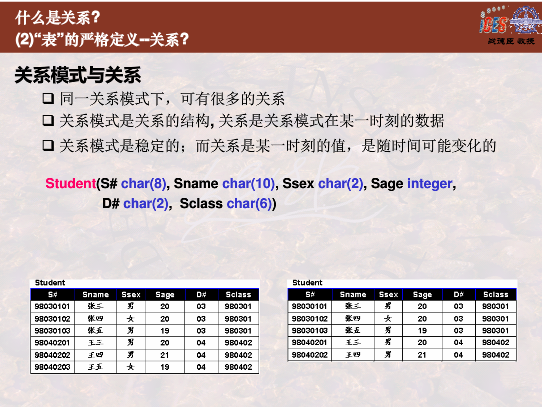 什么是关系?
(2)“表”的严格定义--关系?
战德臣 教授
关系模式与关系
❑ 同一关系模式下，可有很多的关系
❑ 关系模式是关系的结构, 关系是关系模式在某一时刻的数据
❑ 关系模式是稳定的；而关系是某一时刻的值，是随时间可能变化的
Student(S# char(8), Sname char(10), Ssex char(2), Sage integer,
D# char(2), Sclass char(6))
Student
S# Sname Ssex Sage D# Sclass
98030101 张三 男 20 03 980301
98030102 张四 女 20 03 980301
98030103 张五 男 19 03 980301
98040201 王三 男 20 04 980402
98040202 王四 男 21 04 980402
98040203 王五 女 19 04 980402
Student
S# Sname Ssex Sage D# Sclass
98030101 张三 男 20 03 980301
98030102 张四 女 20 03 980301
98030103 张五 男 19 03 980301
98040201 王三 男 20 04 980402
98040202 王四 男 21 04 980402